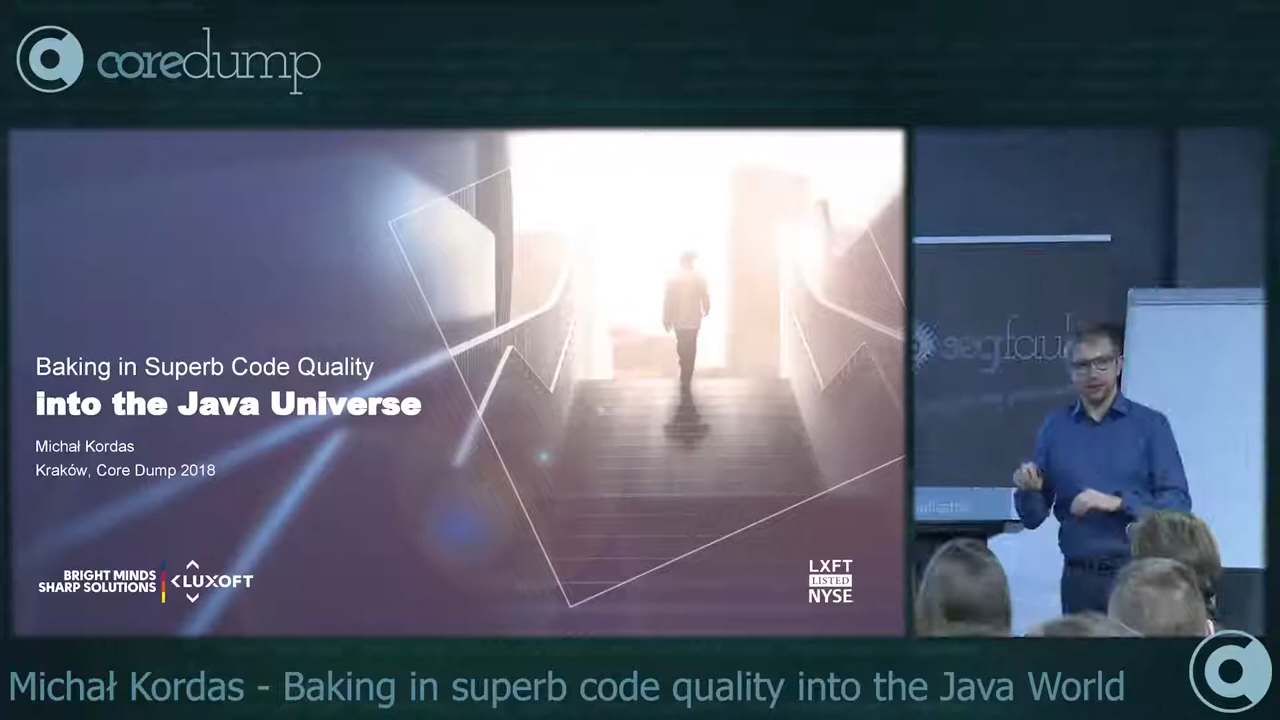 coredump
Baking in Superb Code Quality
into the Java Universe
Michał Kordas
Kraków, Core Dump 2018
BRIGHT MINDS
SHARP SOLUTIONS
LUXOFT
LXFT
LISTED
NYSE
segfaul
Michał Kordas - Baking in superb code quality into the Java World